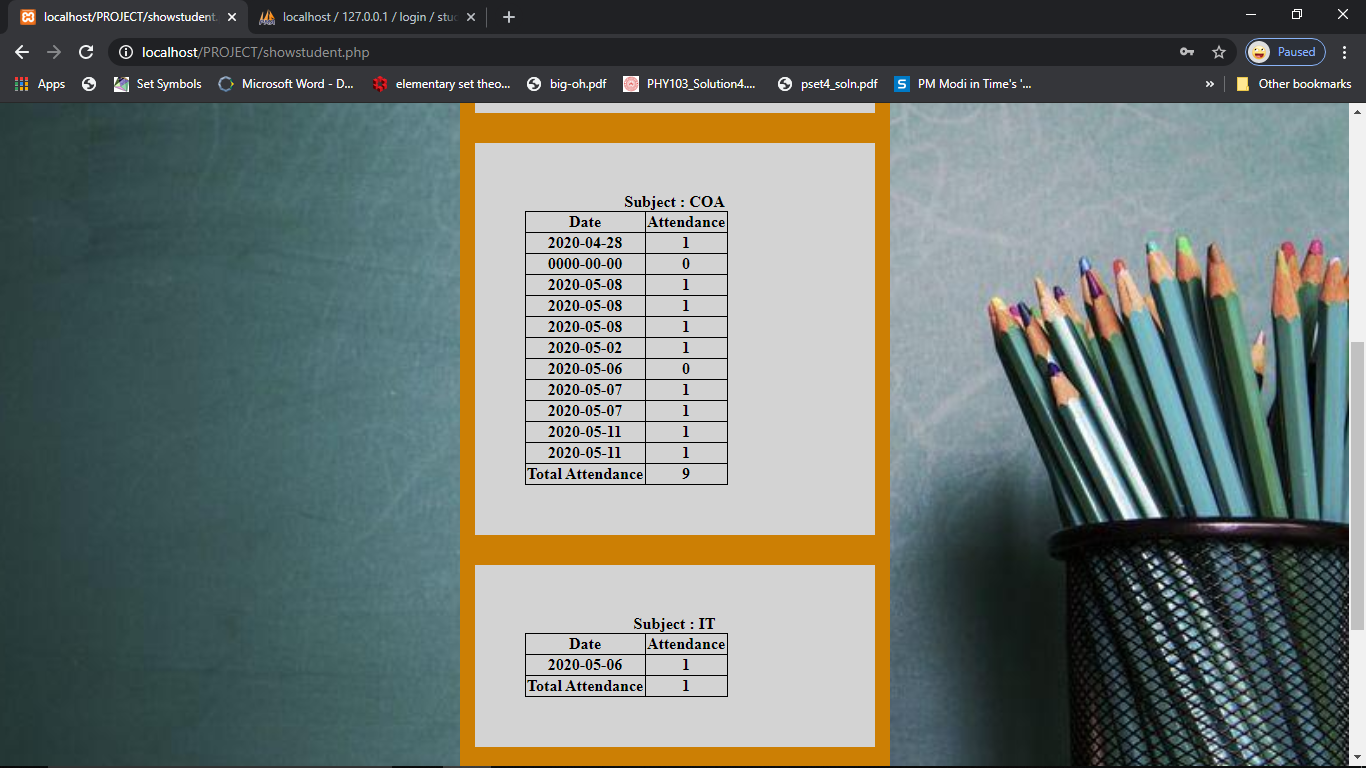 localhost/PROJECT/showstudent.
localhost / 127.0.0.1 / login / stud
localhost/PROJECT/showstudent.php
Paused
Apps
Set Symbols
Microsoft Word - D...
elementary set theo...
big-oh.pdf
PHY103_Solution4....
pset4_soln.pdf
S
PM Modi in Time's '...
»
Other bookmarks
Subject : COA
Date Attendance
2020-04-28 1
0000-00-00 0
2020-05-08 1
2020-05-08 1
2020-05-08 1
2020-05-02 1
2020-05-06 0
2020-05-07 1
2020-05-07 1
2020-05-11 1
2020-05-11 1
Total Attendance 9
Subject : IT
Date Attendance
2020-05-06 1
Total Attendance 1